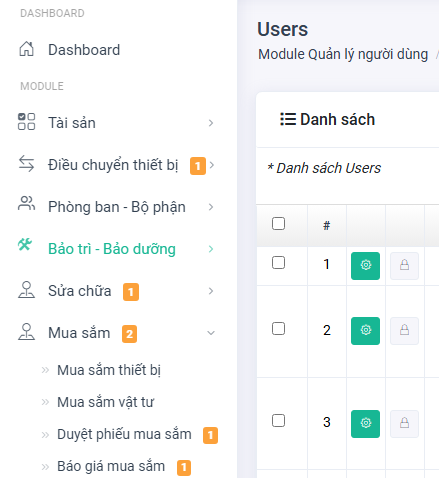 DASHBOARD
Dashboard
MODULE
Tài sản
Điều chuyển thiết bị 1
Phòng ban - Bộ phận
Bảo trì - Bảo dưỡng
Sửa chữa 1
Mua sắm 2
Mua sắm thiết bị
Mua sắm vật tư
Duyệt phiếu mua sắm 1
Báo giá mua sắm 1
Users
Module Quản lý người dùng /
Danh sách
* Danh sách Users
#
1
2
3